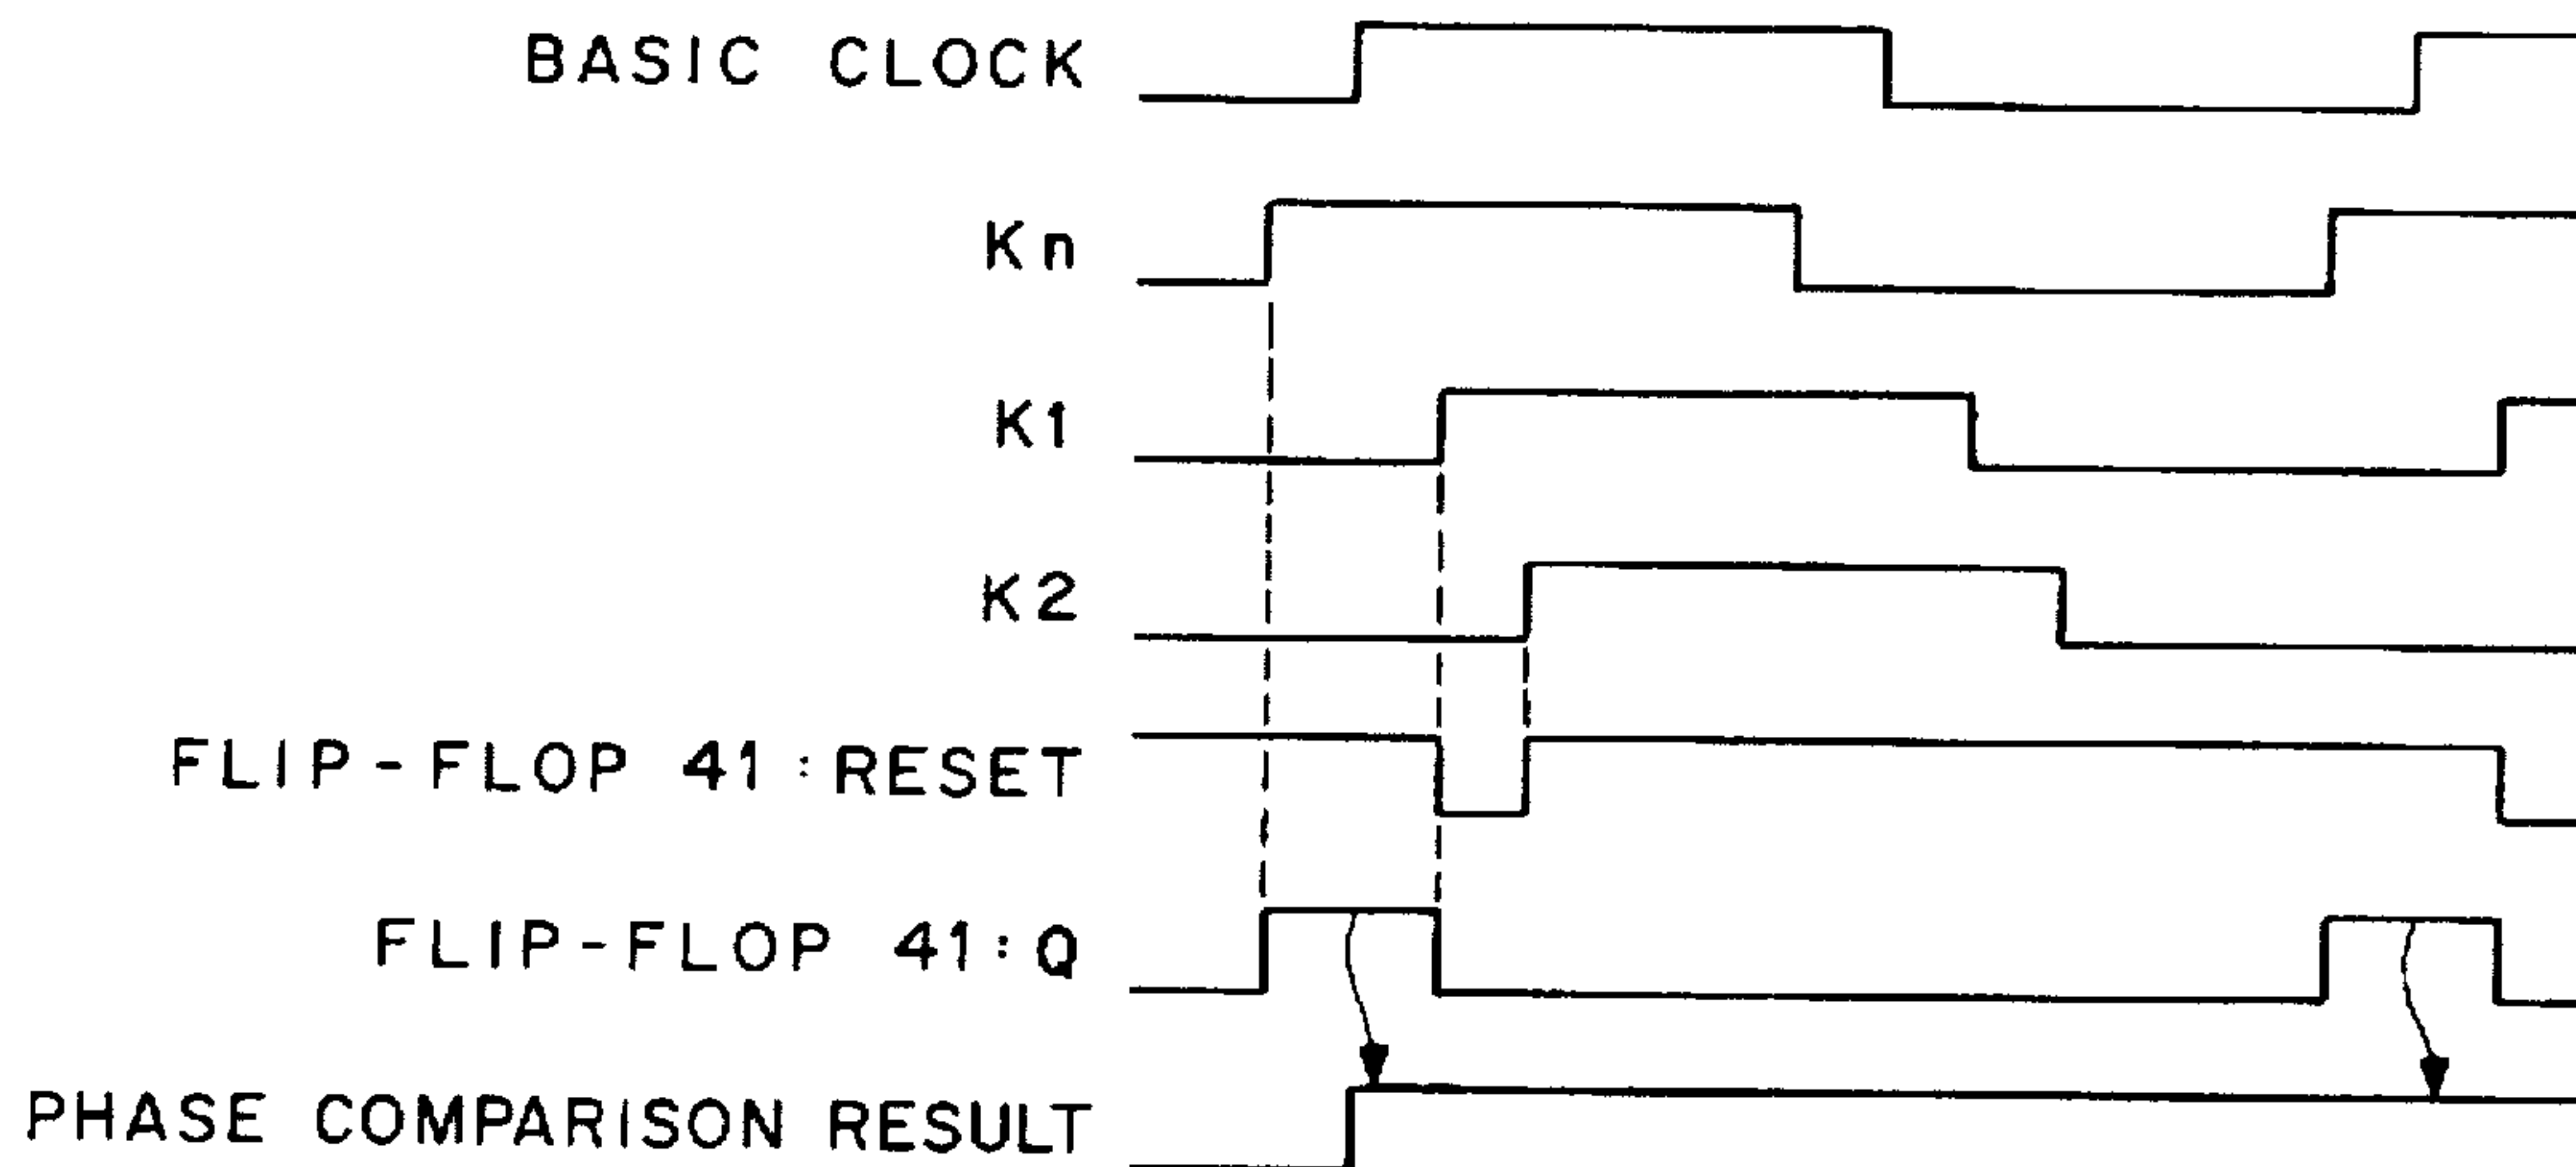 BASIC CLOCK
Kn
K1
K2
FLIP-FLOP 41:RESET
FLIP-FLOP 41:Q
PHASE COMPARISON RESULT